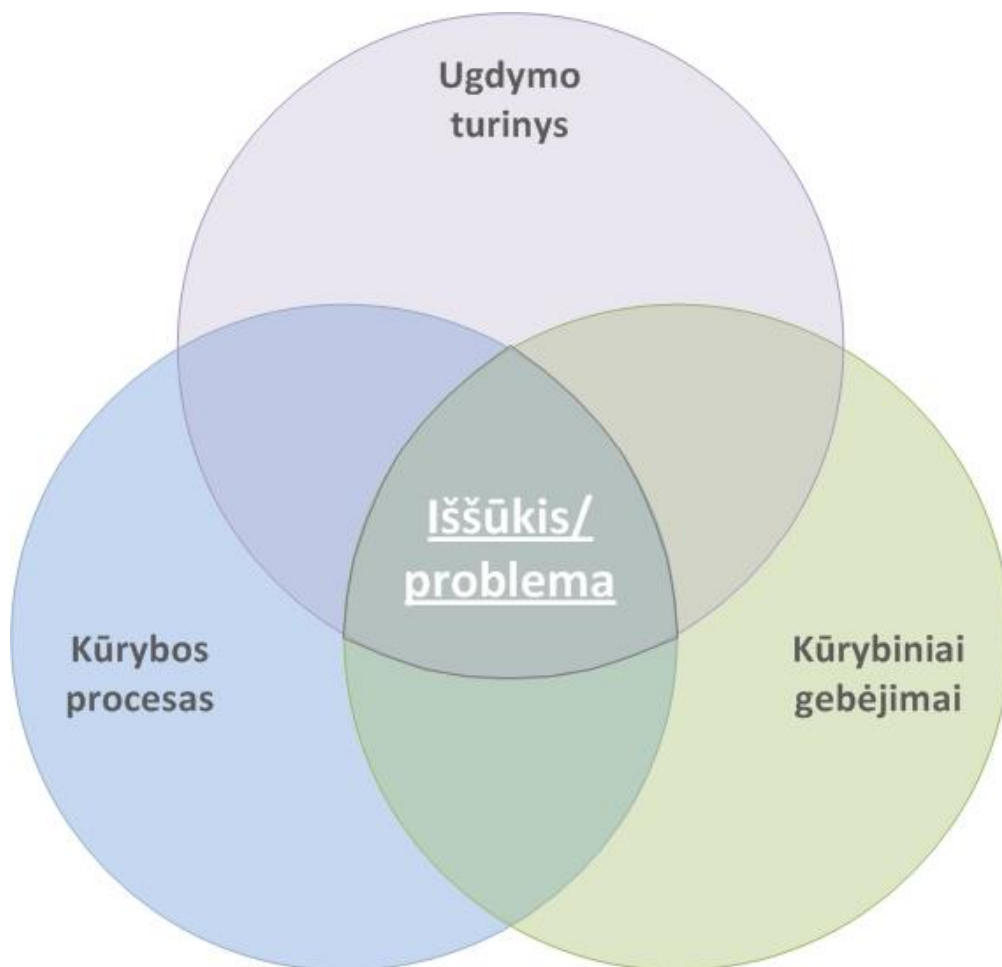 Ugdymo
turinys
Iššūkis/
problema
Kūrybos
procesas
Kūrybiniai
gebėjimai